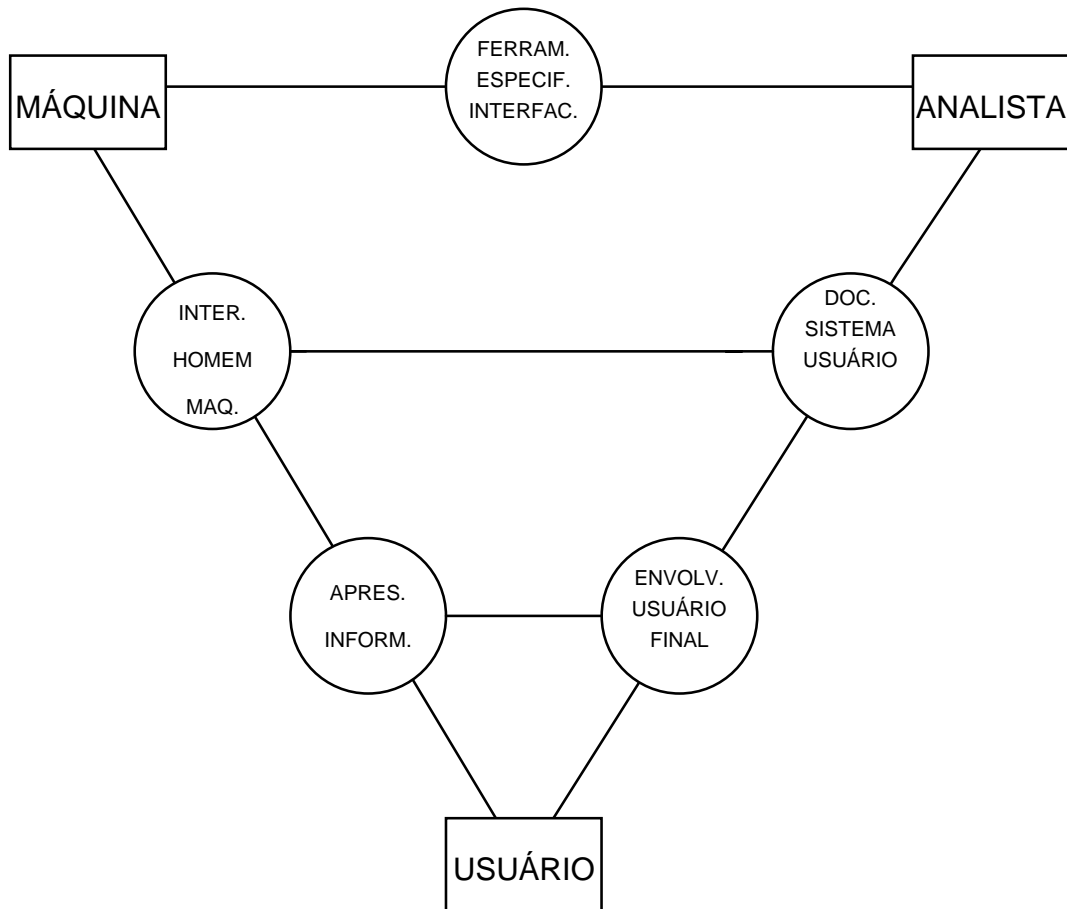 FERRAM.
ESPECIF.
INTERFAC.
MÁQUINA
ANALISTA
INTER.
HOMEM
MAQ.
DOC.
SISTEMA
USUÁRIO
APRES.
INFORM.
ENVOLV.
USUÁRIO
FINAL
USUÁRIO